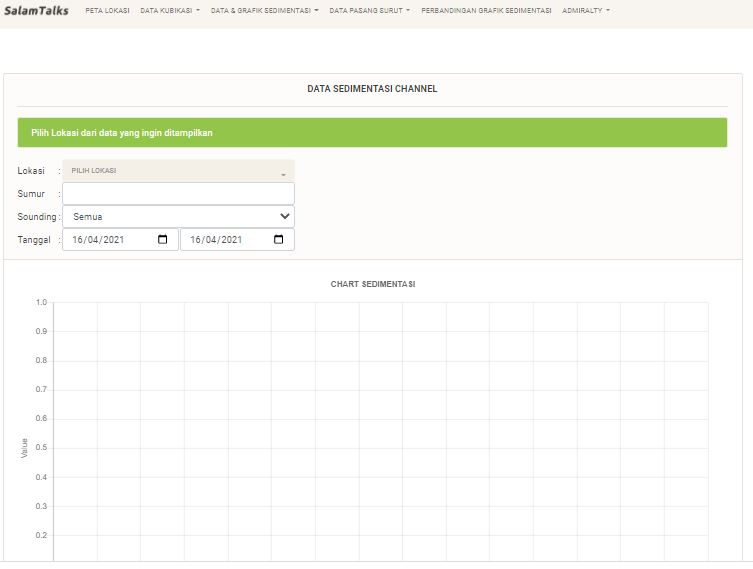 SalamTalks PETA LOKASI DATA KUBIKASI DATA & GRAFIK SEDIMENTASI DATA PASANG SURUT PERBANDINGAN GRAFIK SEDIMENTASI ADMIRALTY
DATA SEDIMENTASI CHANNEL
Pilih Lokasi dari data yang ingin ditampilkan
Lokasi : PILIH LOKASI
Sumur :
Sounding : Semua
Tanggal : 16/04/2021 16/04/2021
CHART SEDIMENTASI
1.0
0.9
0.8
0.7
0.6
0.5
0.4
0.3
0.2
Value